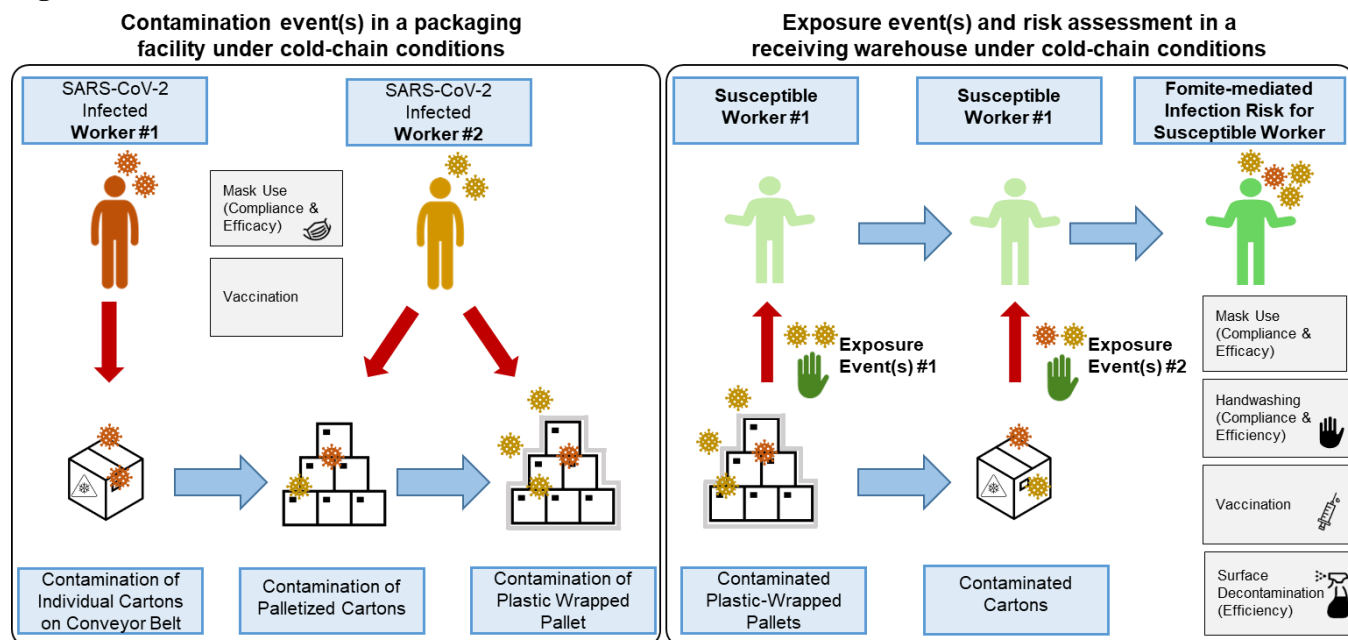 Contamination event(s) in a packaging
facility under cold-chain conditions
Exposure event(s) and risk assessment in a
receiving warehouse under cold-chain conditions
SARS-CoV-2
Infected
Worker #1
SARS-CoV-2
Infected
Worker #2
Mask Use
(Compliance &
Efficacy)
Vaccination
Contamination of
Individual Cartons
on Conveyor Belt
Contamination of
Palletized Cartons
Contamination of
Plastic Wrapped
Pallet
Susceptible
Worker #1
Susceptible
Worker #1
Fomite-mediated
Infection Risk for
Susceptible Worker
Exposure
Event(s) #1
Exposure
Event(s) #2
Mask Use
(Compliance &
Efficacy)
Handwashing
(Compliance &
Efficiency)
Vaccination
Surface
Decontamination
(Efficiency)
Contaminated
Plastic-Wrapped
Pallets
Contaminated
Cartons